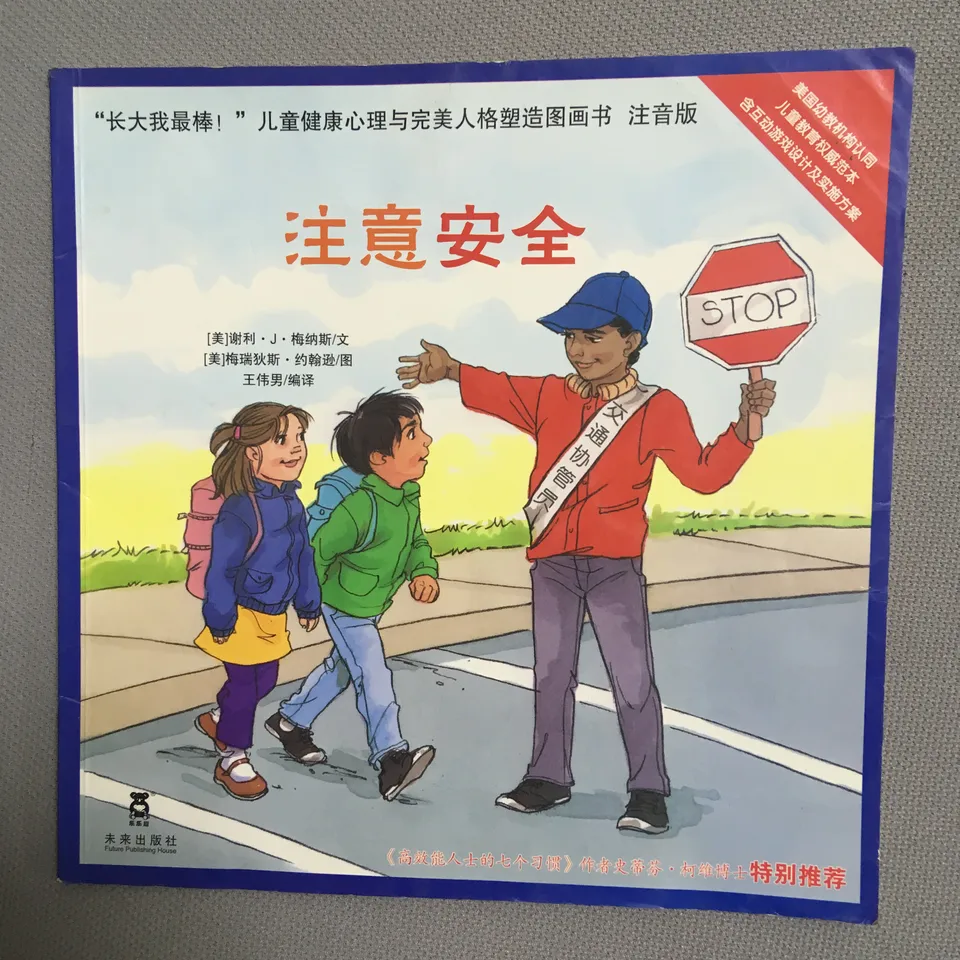 “长大我最棒！”儿童健康心理与完美人格塑造图画书 注音版
美国幼教机构认同
儿童教育权威范本
含互动游戏设计及实施方案
注意安全
[美]谢利·J·梅纳斯/文
[美]梅瑞狄斯·约翰逊/图
王伟男/编译
STOP
交通协管员
乐乐趣
未来出版社
Future Publishing House
《高效能人士的七个习惯》作者史蒂芬·柯维博士特别推荐